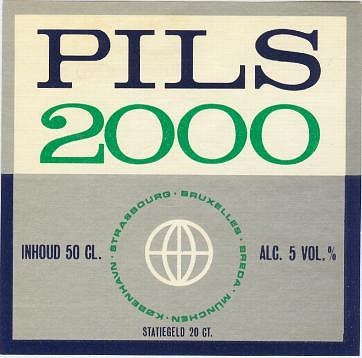 PILS
2000
STRASBOURG · BRUXELLES · BREDA · MÜNCHEN · KØBENHAVN ·
INHOUD 50 CL.
ALC. 5 VOL.%
STATIEGELD 20 CT.